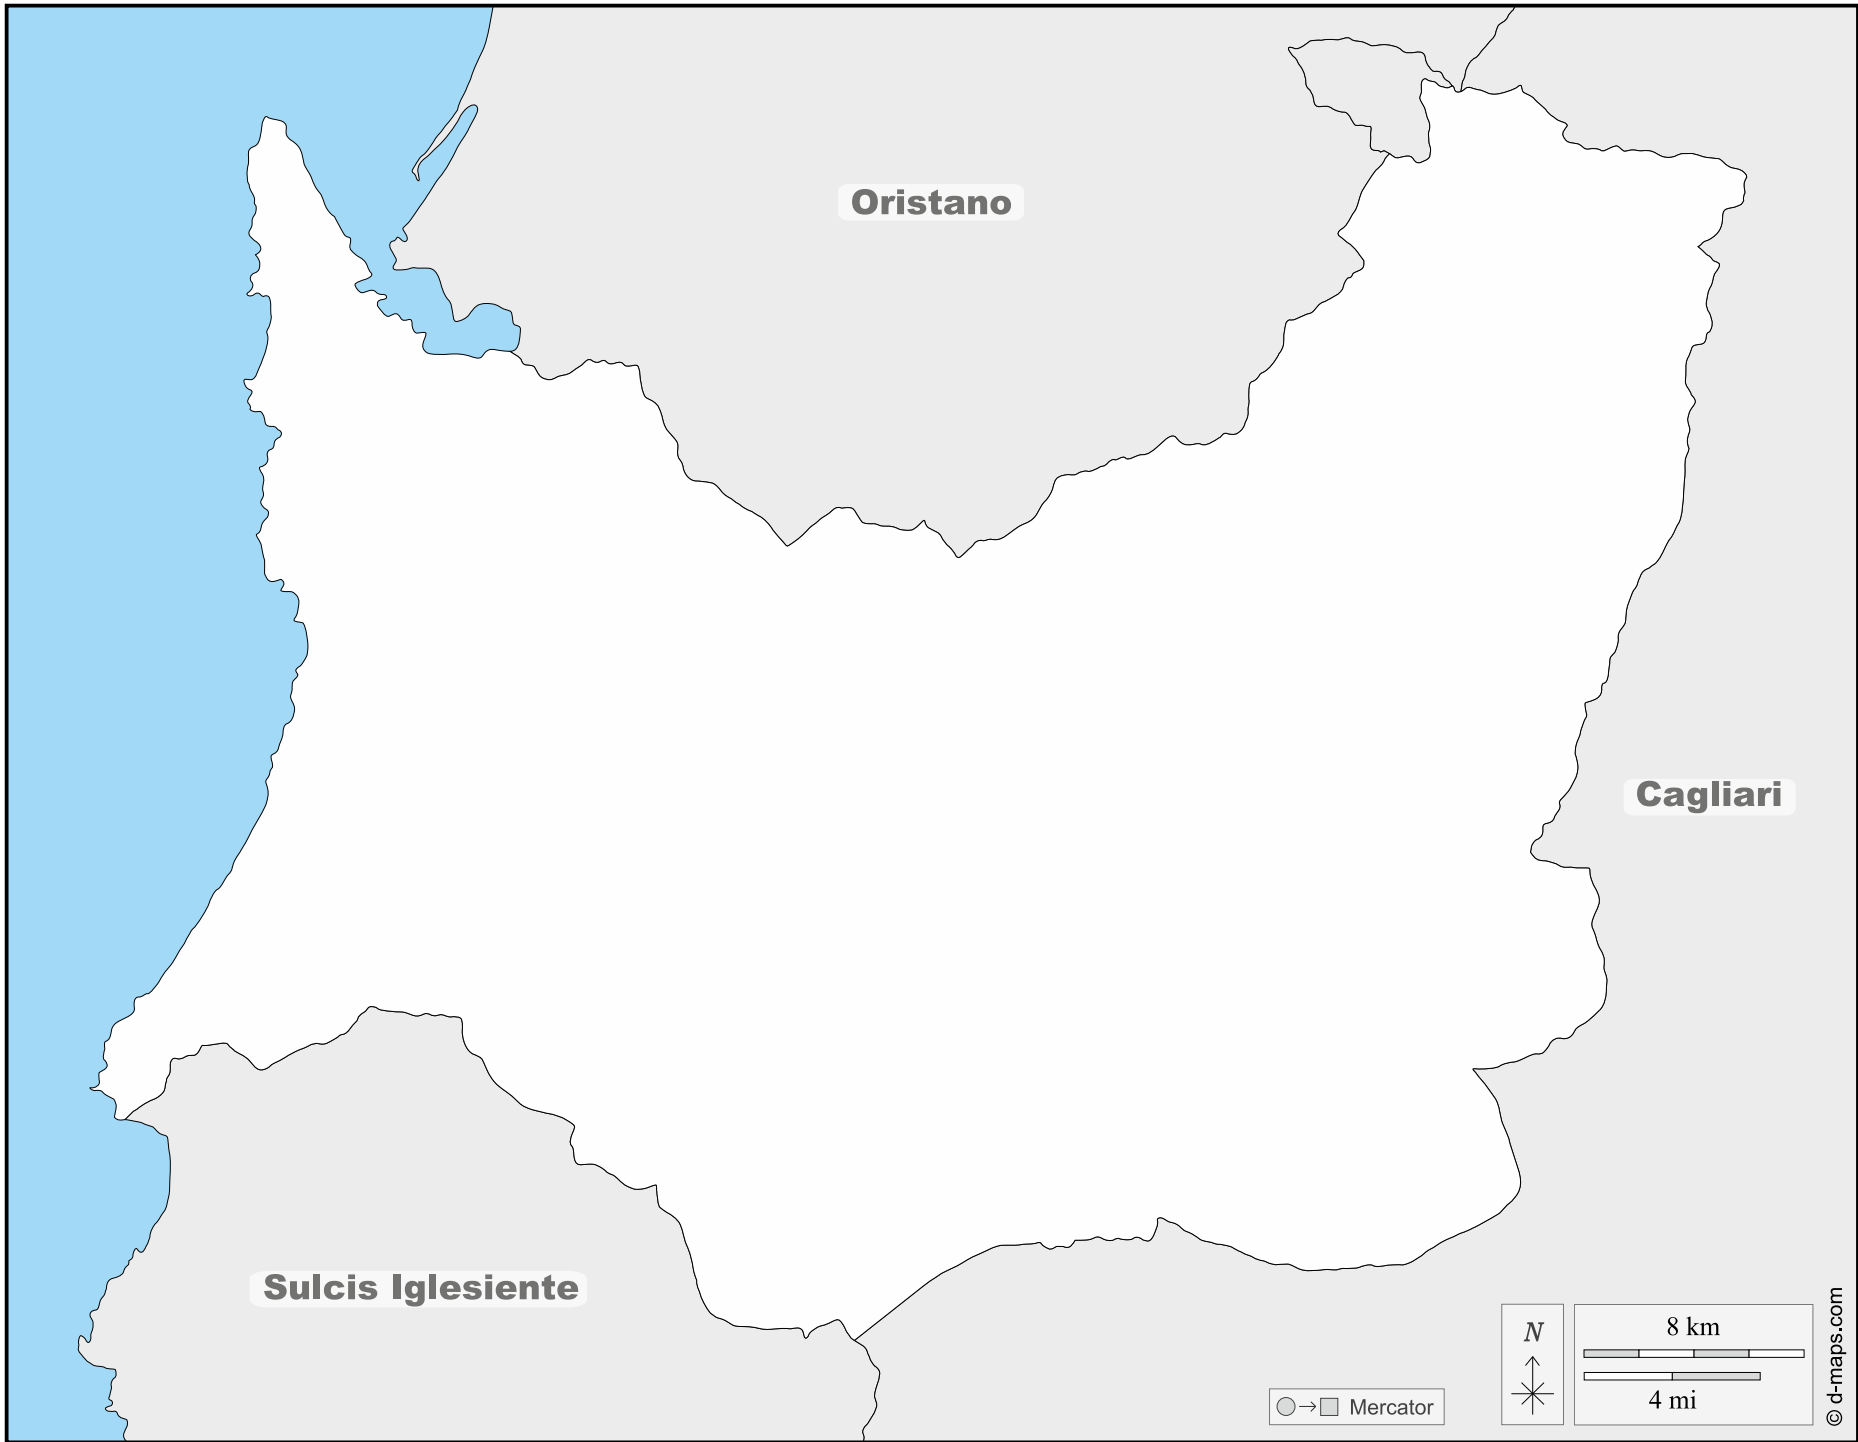 Oristano
Cagliari
Sulcis Iglesiente
N
8 km
4 mi
Mercator
© d-maps.com